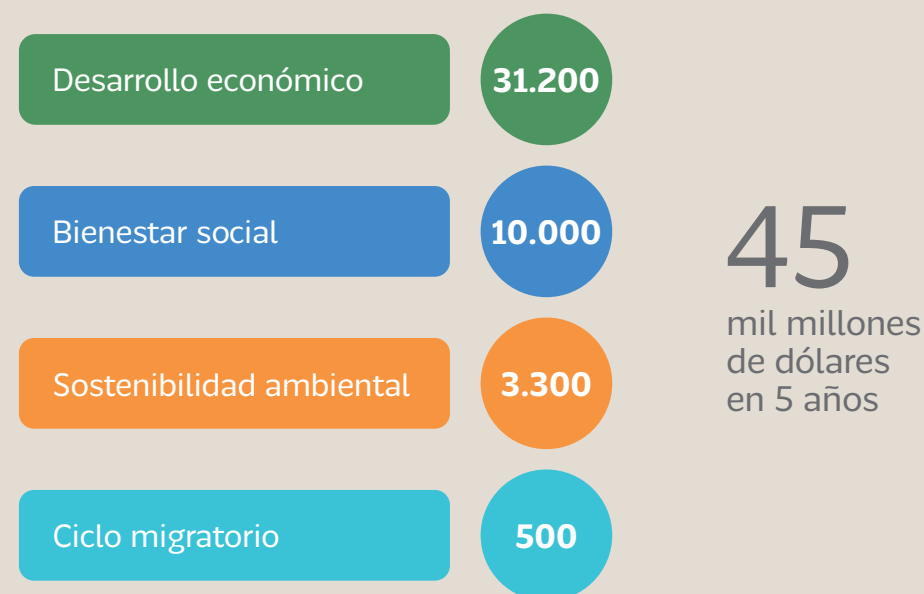 Desarrollo económico
31.200
Bienestar social
10.000
Sostenibilidad ambiental
3.300
Ciclo migratorio
500
45
mil millones
de dólares
en 5 años